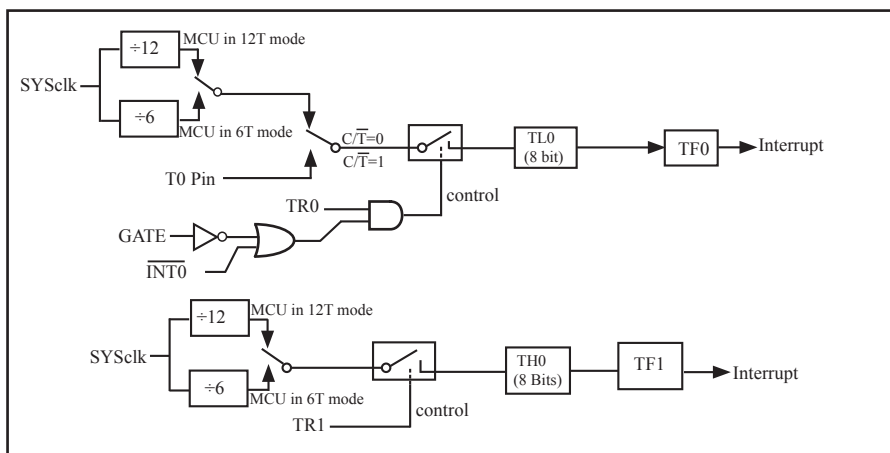 MCU in 12T mode
÷12
SYSclk
÷6
MCU in 6T mode
C/T̅=0
C/T̅=1
T0 Pin
TL0
(8 bit)
TF0
Interrupt
control
TR0
GATE
I̅N̅T̅0̅
MCU in 12T mode
÷12
SYSclk
÷6
MCU in 6T mode
TH0
(8 Bits)
TF1
Interrupt
control
TR1